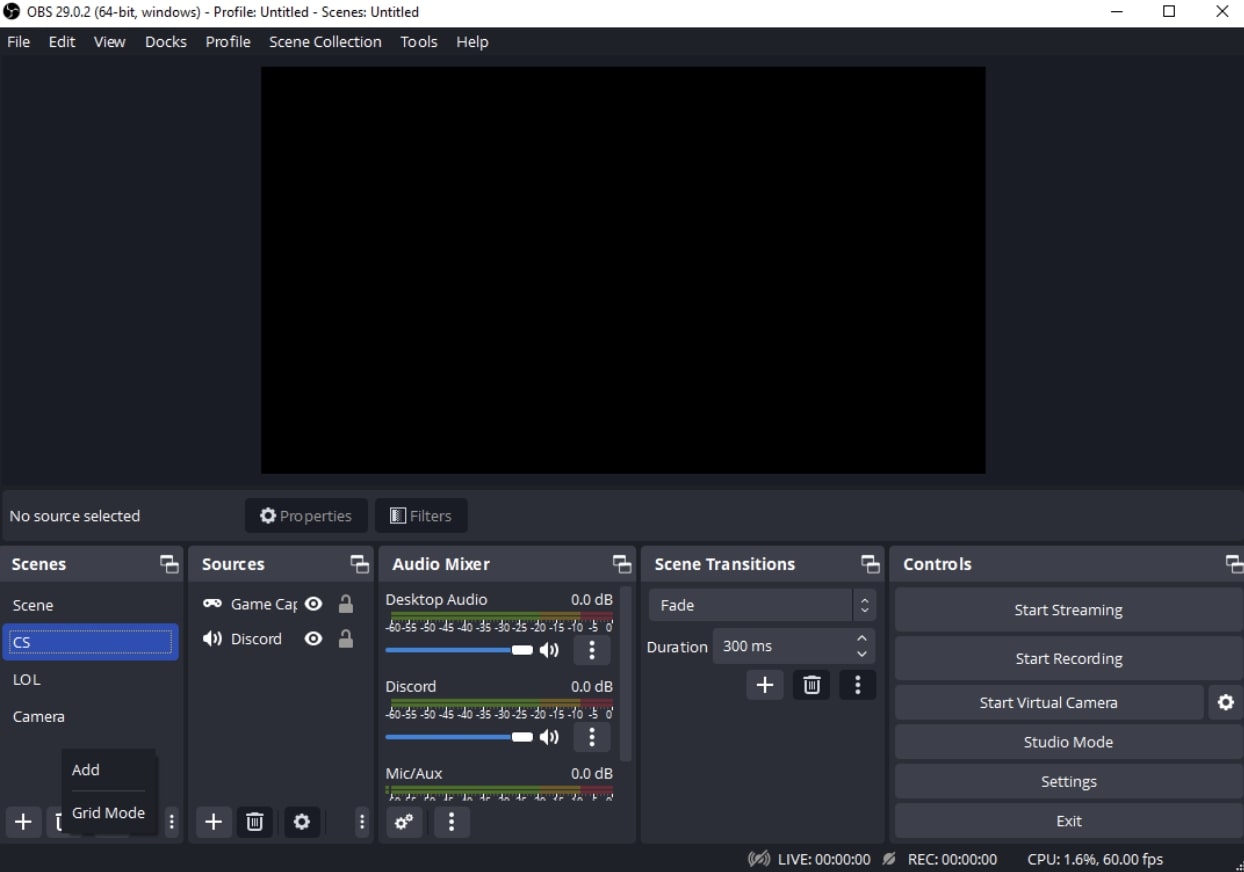 OBS 29.0.2 (64-bit, windows) - Profile: Untitled - Scenes: Untitled
File Edit View Docks Profile Scene Collection Tools Help
No source selected
Properties
Filters
Scenes
Scene
CS
LOL
Camera
Add
Grid Mode
Sources
Game Cap
Discord
Audio Mixer
Desktop Audio 0.0 dB
-60 -55 -50 -45 -40 -35 -30 -25 -20 -15 -10 -5 0
Discord 0.0 dB
-60 -55 -50 -45 -40 -35 -30 -25 -20 -15 -10 -5 0
Mic/Aux 0.0 dB
Scene Transitions
Fade
Duration 300 ms
Controls
Start Streaming
Start Recording
Start Virtual Camera
Studio Mode
Settings
Exit
LIVE: 00:00:00 REC: 00:00:00 CPU: 1.6%, 60.00 fps